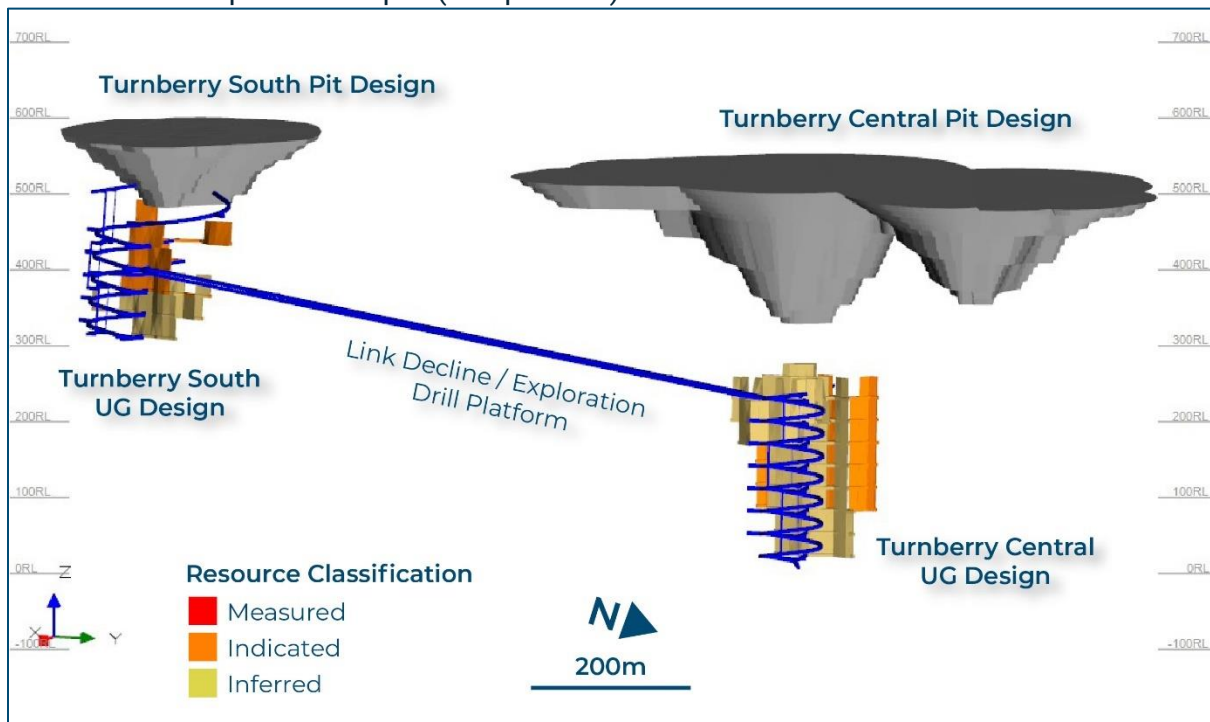 700RL
700RL
Turnberry South Pit Design
600RL
600RL
Turnberry Central Pit Design
500RL
500RL
400RL
400RL
300RL
300RL
Link Decline / Exploration
Drill Platform
Turnberry South
UG Design
200RL
200RL
100RL
100RL
Turnberry Central
UG Design
0RL
0RL
Z
X
Y
-100RL
-100RL
Resource Classification
Measured
Indicated
Inferred
N
200m